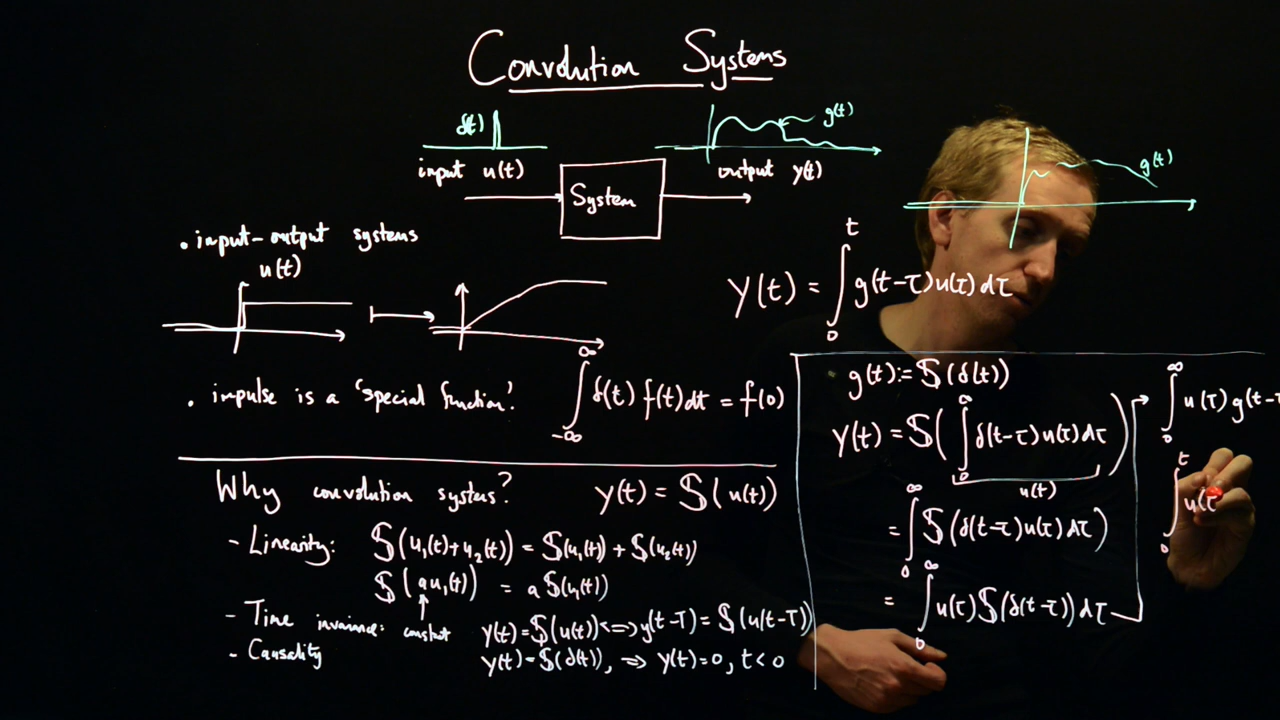 Convolution Systems
δ(t)
g(t)
input u(t)
System
output y(t)
g(t)
• input-output systems
u(t)
y(t) = ∫₀ᵗ g(t-τ)u(τ)dτ
• impulse is a 'special function'. ∫_{-∞}^{∞} δ(t) f(t)dt = f(0)
Why convolution systems? y(t) = 𝕊(u(t))
- Linearity: 𝕊(u₁(t)+u₂(t)) = 𝕊(u₁(t)) + 𝕊(u₂(t))
𝕊(au₁(t)) = a𝕊(u₁(t))
constant
- Time invariance: y(t)=𝕊(u(t)) <=> y(t-T) = 𝕊(u(t-T))
- Causality y(t)=𝕊(δ(t)), => y(t)=0, t<0
g(t):= 𝕊(δ(t))
y(t) = 𝕊(∫₀^∞ δ(t-τ)u(τ)dτ)
u(t)
= ∫₀^∞ 𝕊(δ(t-τ)u(τ)dτ)
= ∫₀^∞ u(τ)𝕊(δ(t-τ))dτ
∫₀^∞ u(τ)g(t-
∫₀ᵗ u(τ